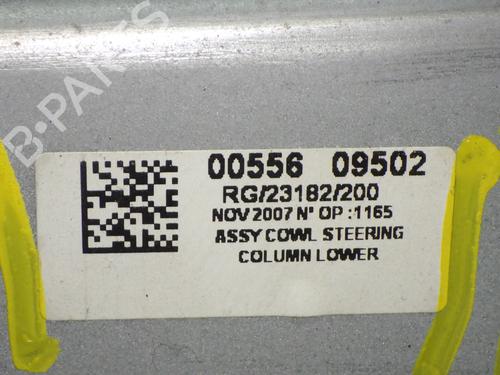 B-PARTS
00556 09502
RG/23182/200
NOV 2007 N° OP :1165
ASSY COWL STEERING
COLUMN LOWER